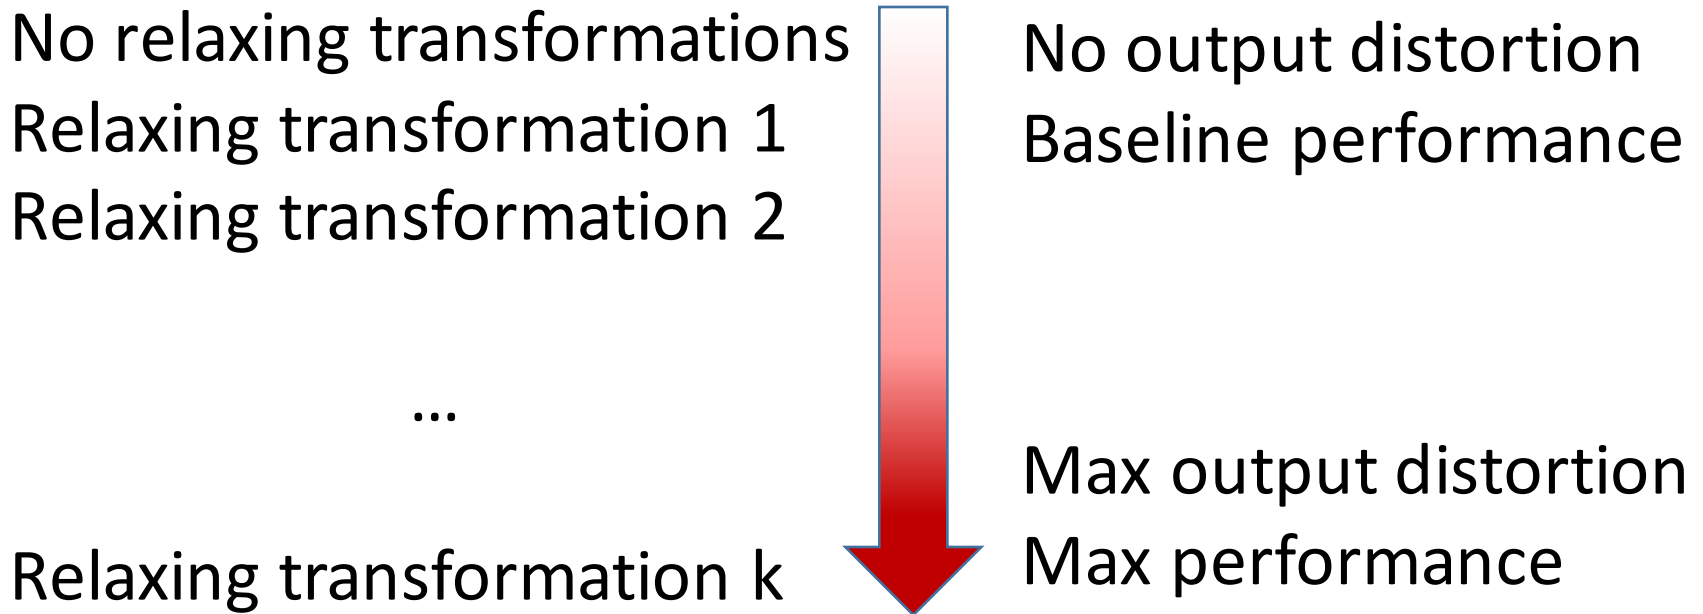 No relaxing transformations
Relaxing transformation 1
Relaxing transformation 2
...
Relaxing transformation k
No output distortion
Baseline performance
Max output distortion
Max performance